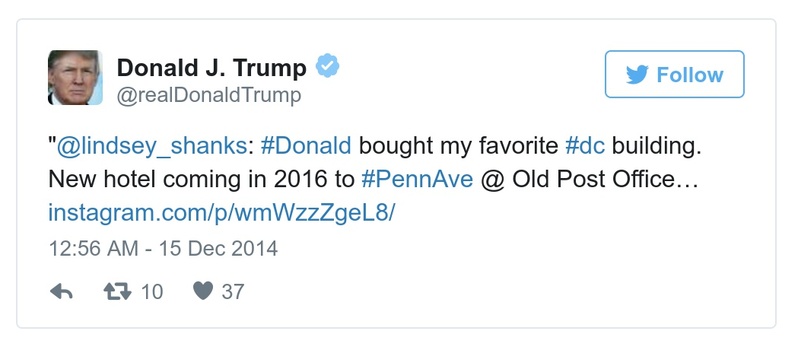 Donald J. Trump
@realDonaldTrump
Follow
"@lindsey_shanks: #Donald bought my favorite #dc building.
New hotel coming in 2016 to #PennAve @ Old Post Office…
instagram.com/p/wmWzzZgeL8/
12:56 AM - 15 Dec 2014
10 37